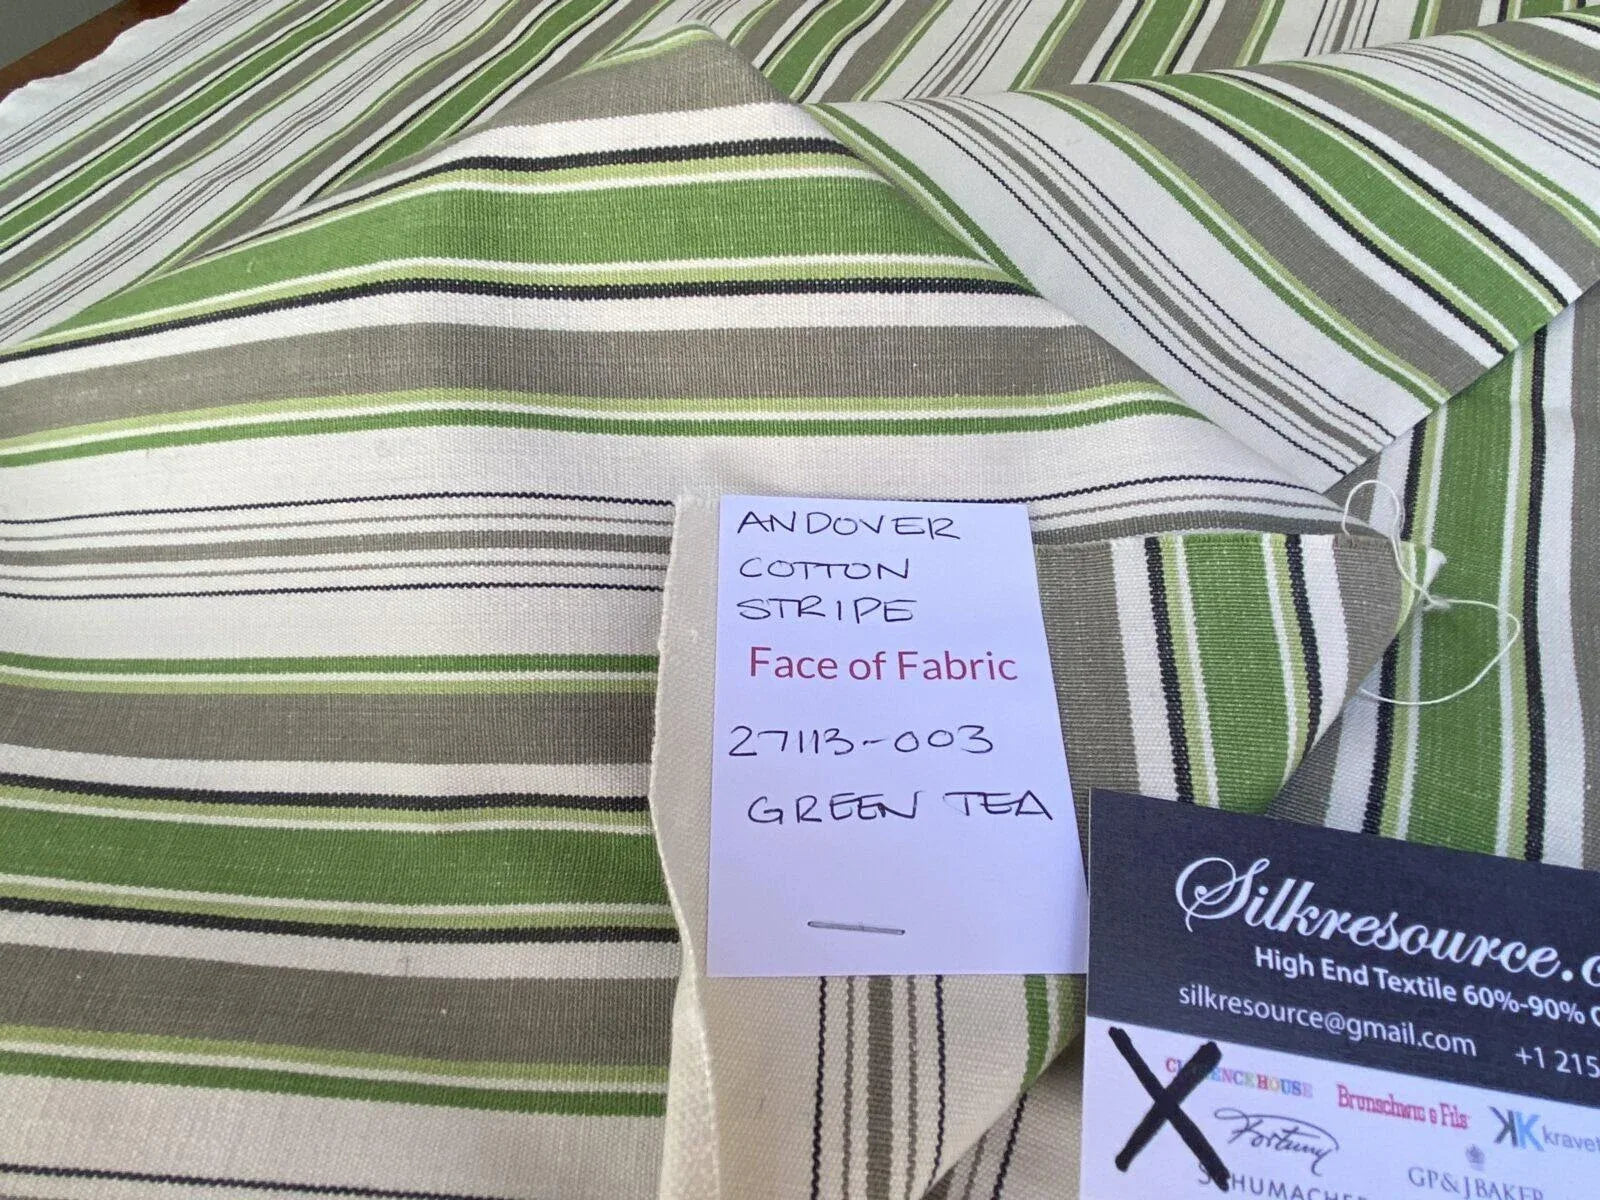 ANDOVER
COTTON
STRIPE
Face of Fabric
27113-003
GREEN TEA
Silkresource.c
High End Textile 60%-90%
silkresource@gmail.com +1 215
HOUSE Brunschwig & Fils
Fortuny kravet
SCHUMACHER GP & J BAKER